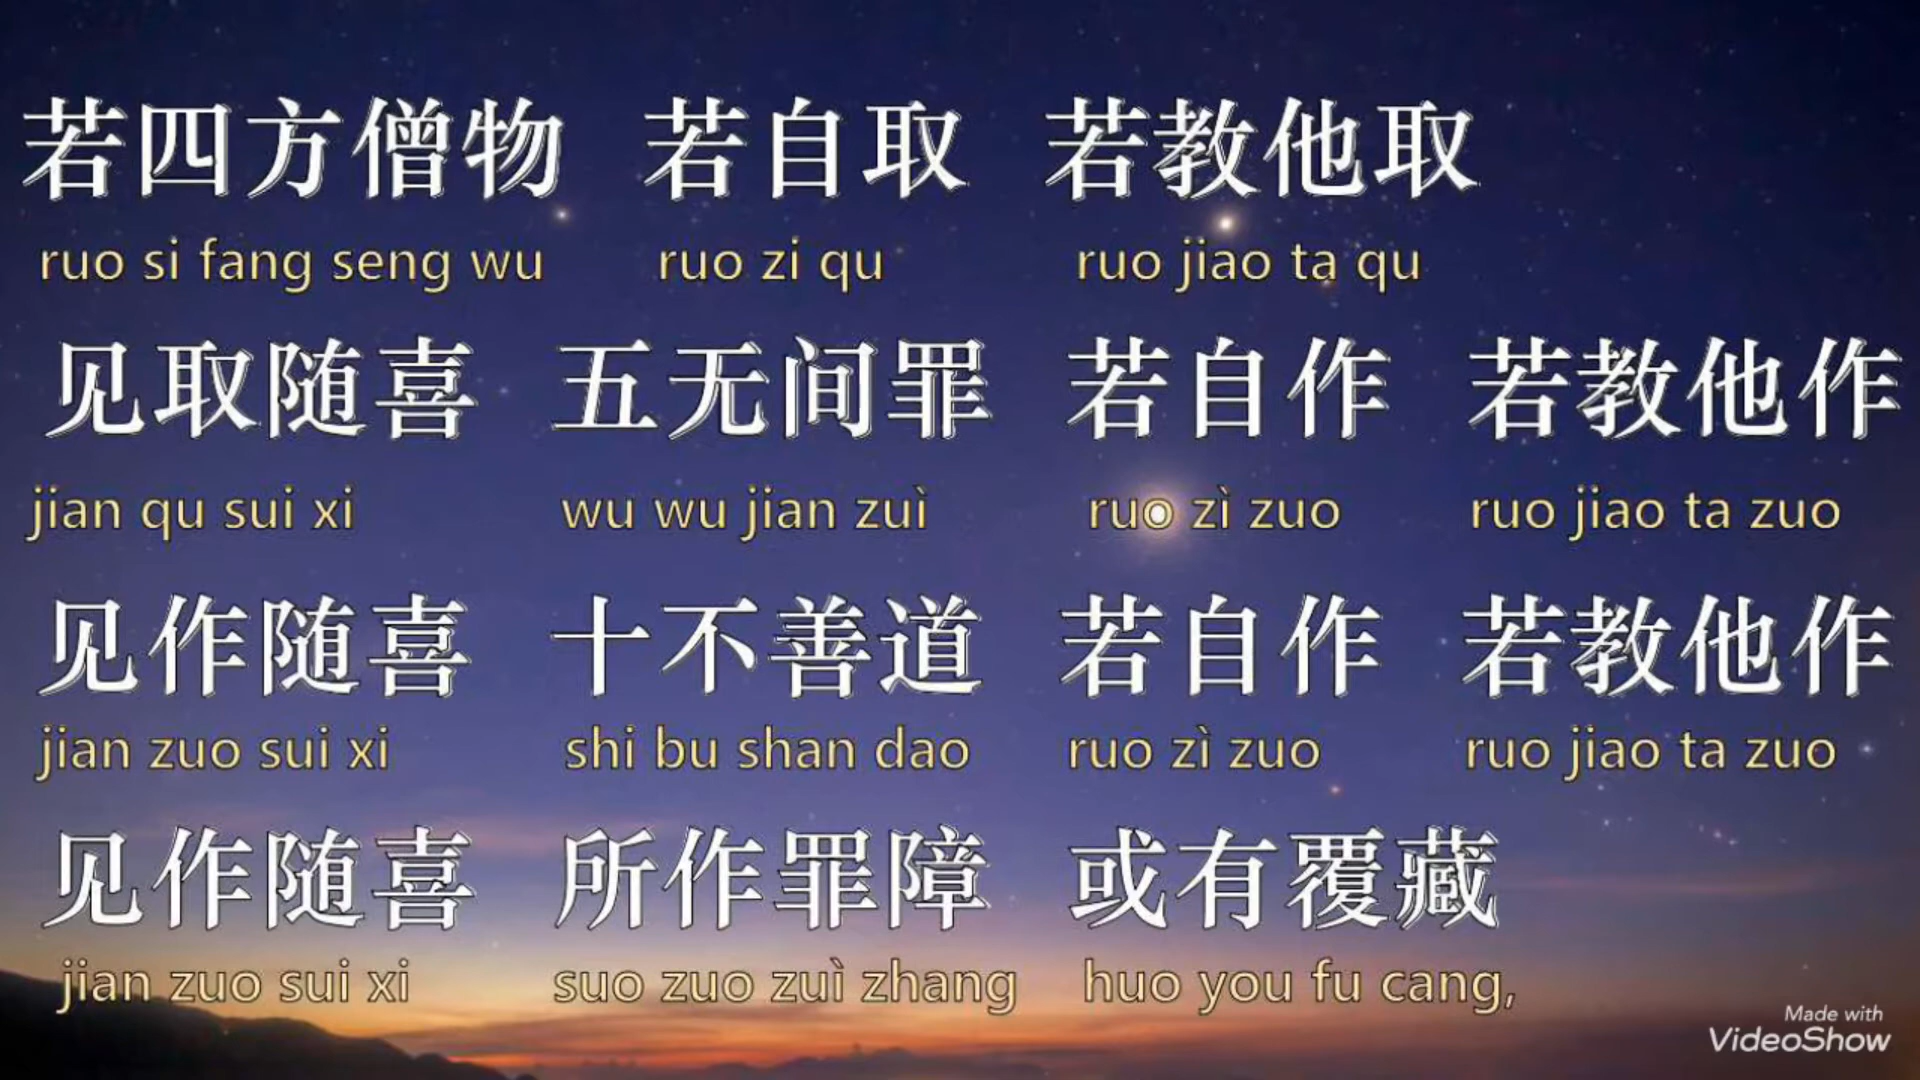 若四方僧物 若自取 若教他取
ruo si fang seng wu ruo zi qu ruo jiao ta qu
见取随喜 五无间罪 若自作 若教他作
jian qu sui xi wu wu jian zuì ruo zì zuo ruo jiao ta zuo
见作随喜 十不善道 若自作 若教他作
jian zuo sui xi shi bu shan dao ruo zì zuo ruo jiao ta zuo
见作随喜 所作罪障 或有覆藏
jian zuo sui xi suo zuo zuì zhang huo you fu cang,
Made with
VideoShow